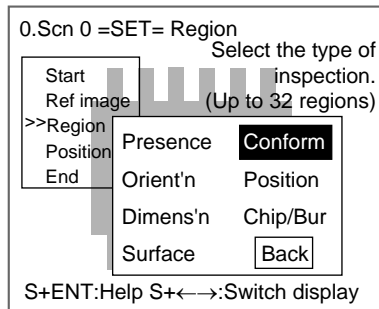 0.Scn 0 =SET= Region
Select the type of
inspection.
(Up to 32 regions)
Start
Ref image
>>Region
Position
End
Presence Conform
Orient'n Position
Dimens'n Chip/Bur
Surface Back
S+ENT:Help S+←→:Switch display